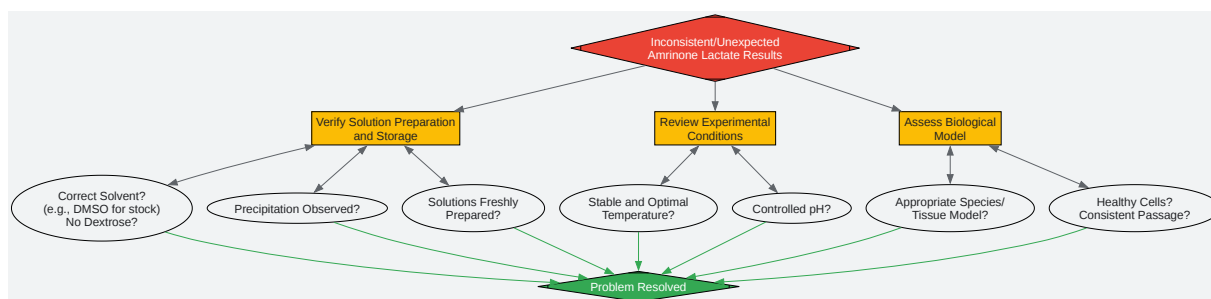 Inconsistent/Unexpected
Amrinone Lactate Results
Verify Solution Preparation
and Storage
Review Experimental
Conditions
Assess Biological
Model
Correct Solvent?
(e.g., DMSO for stock)
No Dextrose?
Precipitation Observed?
Solutions Freshly
Prepared?
Stable and Optimal
Temperature?
Controlled pH?
Appropriate Species/
Tissue Model?
Healthy Cells?
Consistent Passage?
Problem Resolved